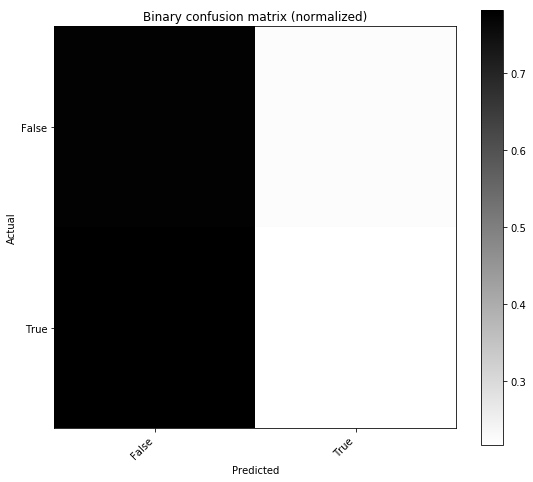 Binary confusion matrix (normalized)
Actual
False
True
False
True
Predicted
0.7
0.6
0.5
0.4
0.3